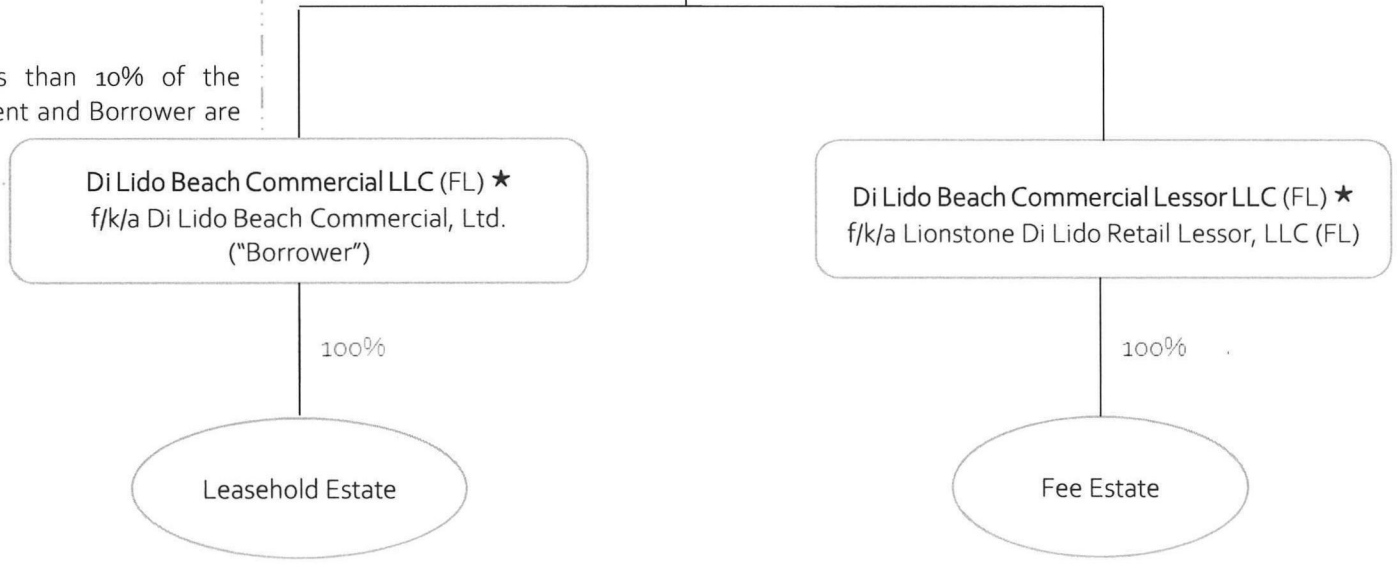 s than 10% of the
ent and Borrower are
Di Lido Beach Commercial LLC (FL) ★
f/k/a Di Lido Beach Commercial, Ltd.
("Borrower")
Di Lido Beach Commercial Lessor LLC (FL) ★
f/k/a Lionstone Di Lido Retail Lessor, LLC (FL)
100%
100%
Leasehold Estate
Fee Estate